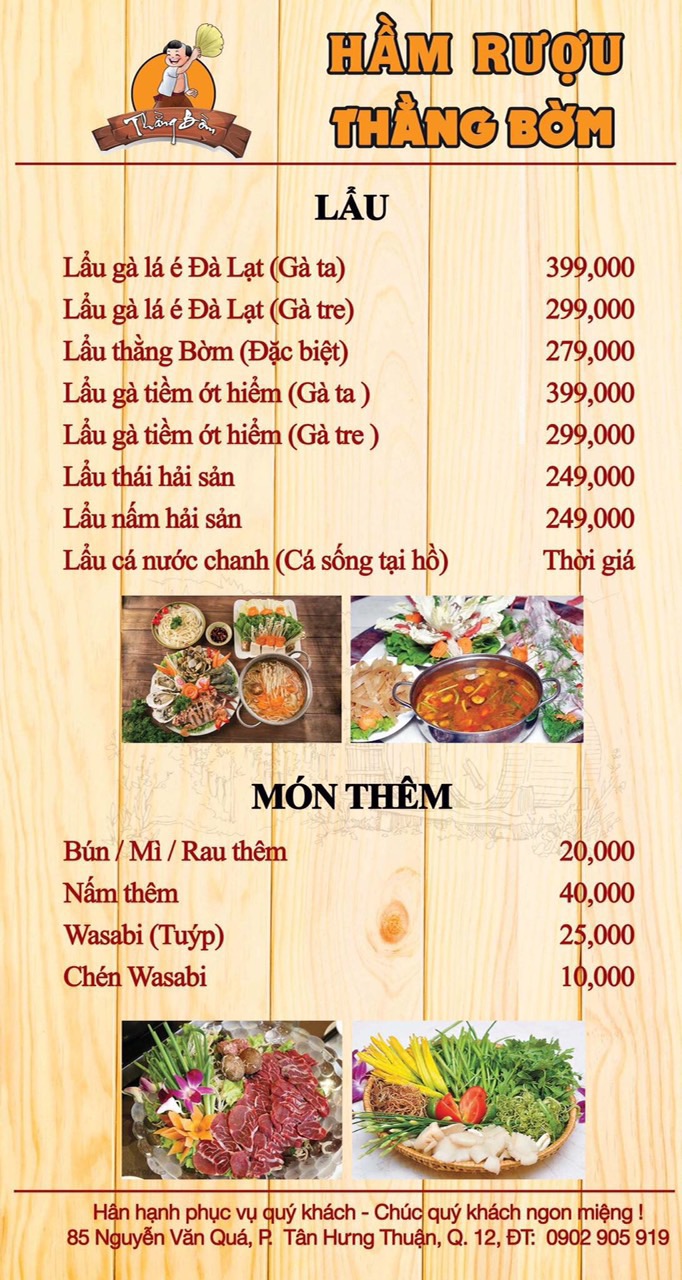 Thằng Bờm
HẦM RƯỢU
THẰNG BỜM
LẨU
Lẩu gà lá é Đà Lạt (Gà ta) 399,000
Lẩu gà lá é Đà Lạt (Gà tre) 299,000
Lẩu thằng Bờm (Đặc biệt) 279,000
Lẩu gà tiềm ớt hiểm (Gà ta ) 399,000
Lẩu gà tiềm ớt hiểm (Gà tre ) 299,000
Lẩu thái hải sản 249,000
Lẩu nấm hải sản 249,000
Lẩu cá nước chanh (Cá sống tại hồ) Thời giá
MÓN THÊM
Bún / Mì / Rau thêm 20,000
Nấm thêm 40,000
Wasabi (Tuýp) 25,000
Chén Wasabi 10,000
Hân hạnh phục vụ quý khách - Chúc quý khách ngon miệng !
85 Nguyễn Văn Quá, P. Tân Hưng Thuận, Q. 12, ĐT: 0902 905 919